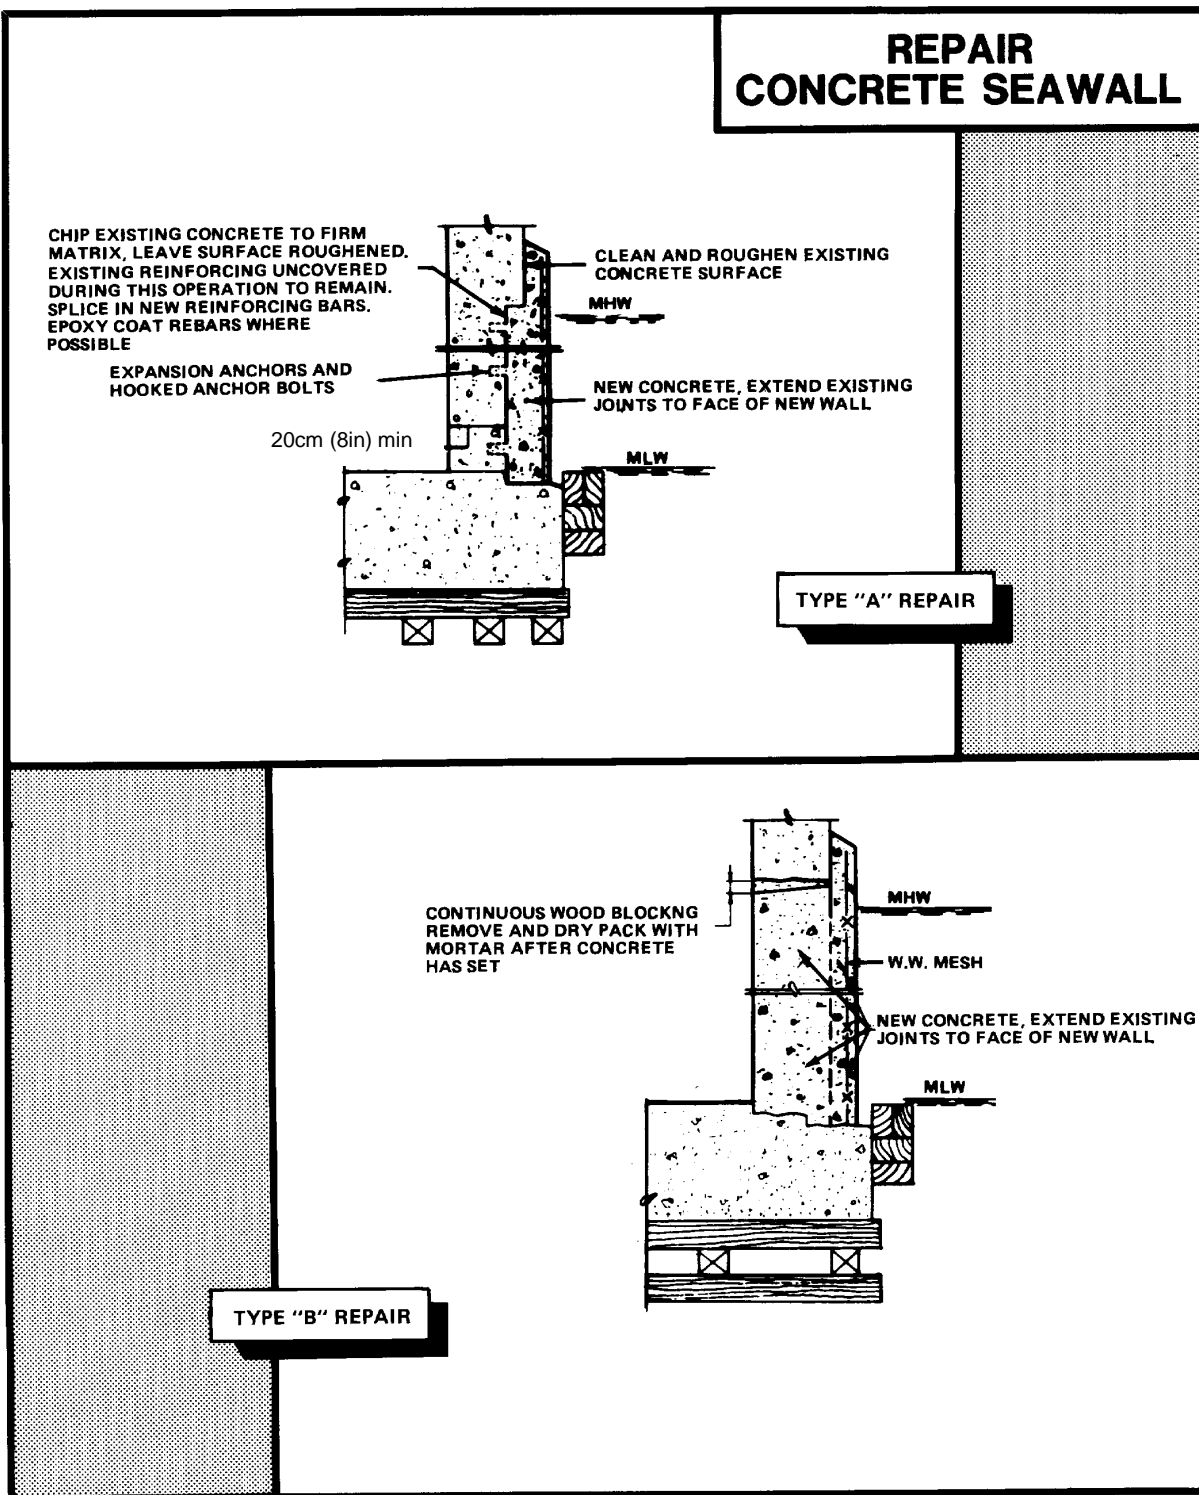 REPAIR
CONCRETE SEAWALL
CHIP EXISTING CONCRETE TO FIRM
MATRIX, LEAVE SURFACE ROUGHENED.
EXISTING REINFORCING UNCOVERED
DURING THIS OPERATION TO REMAIN.
SPLICE IN NEW REINFORCING BARS.
EPOXY COAT REBARS WHERE
POSSIBLE
EXPANSION ANCHORS AND
HOOKED ANCHOR BOLTS
20cm (8in) min
CLEAN AND ROUGHEN EXISTING
CONCRETE SURFACE
MHW
NEW CONCRETE, EXTEND EXISTING
JOINTS TO FACE OF NEW WALL
MLW
TYPE "A" REPAIR
CONTINUOUS WOOD BLOCKNG
REMOVE AND DRY PACK WITH
MORTAR AFTER CONCRETE
HAS SET
MHW
W.W. MESH
NEW CONCRETE, EXTEND EXISTING
JOINTS TO FACE OF NEW WALL
MLW
TYPE "B" REPAIR